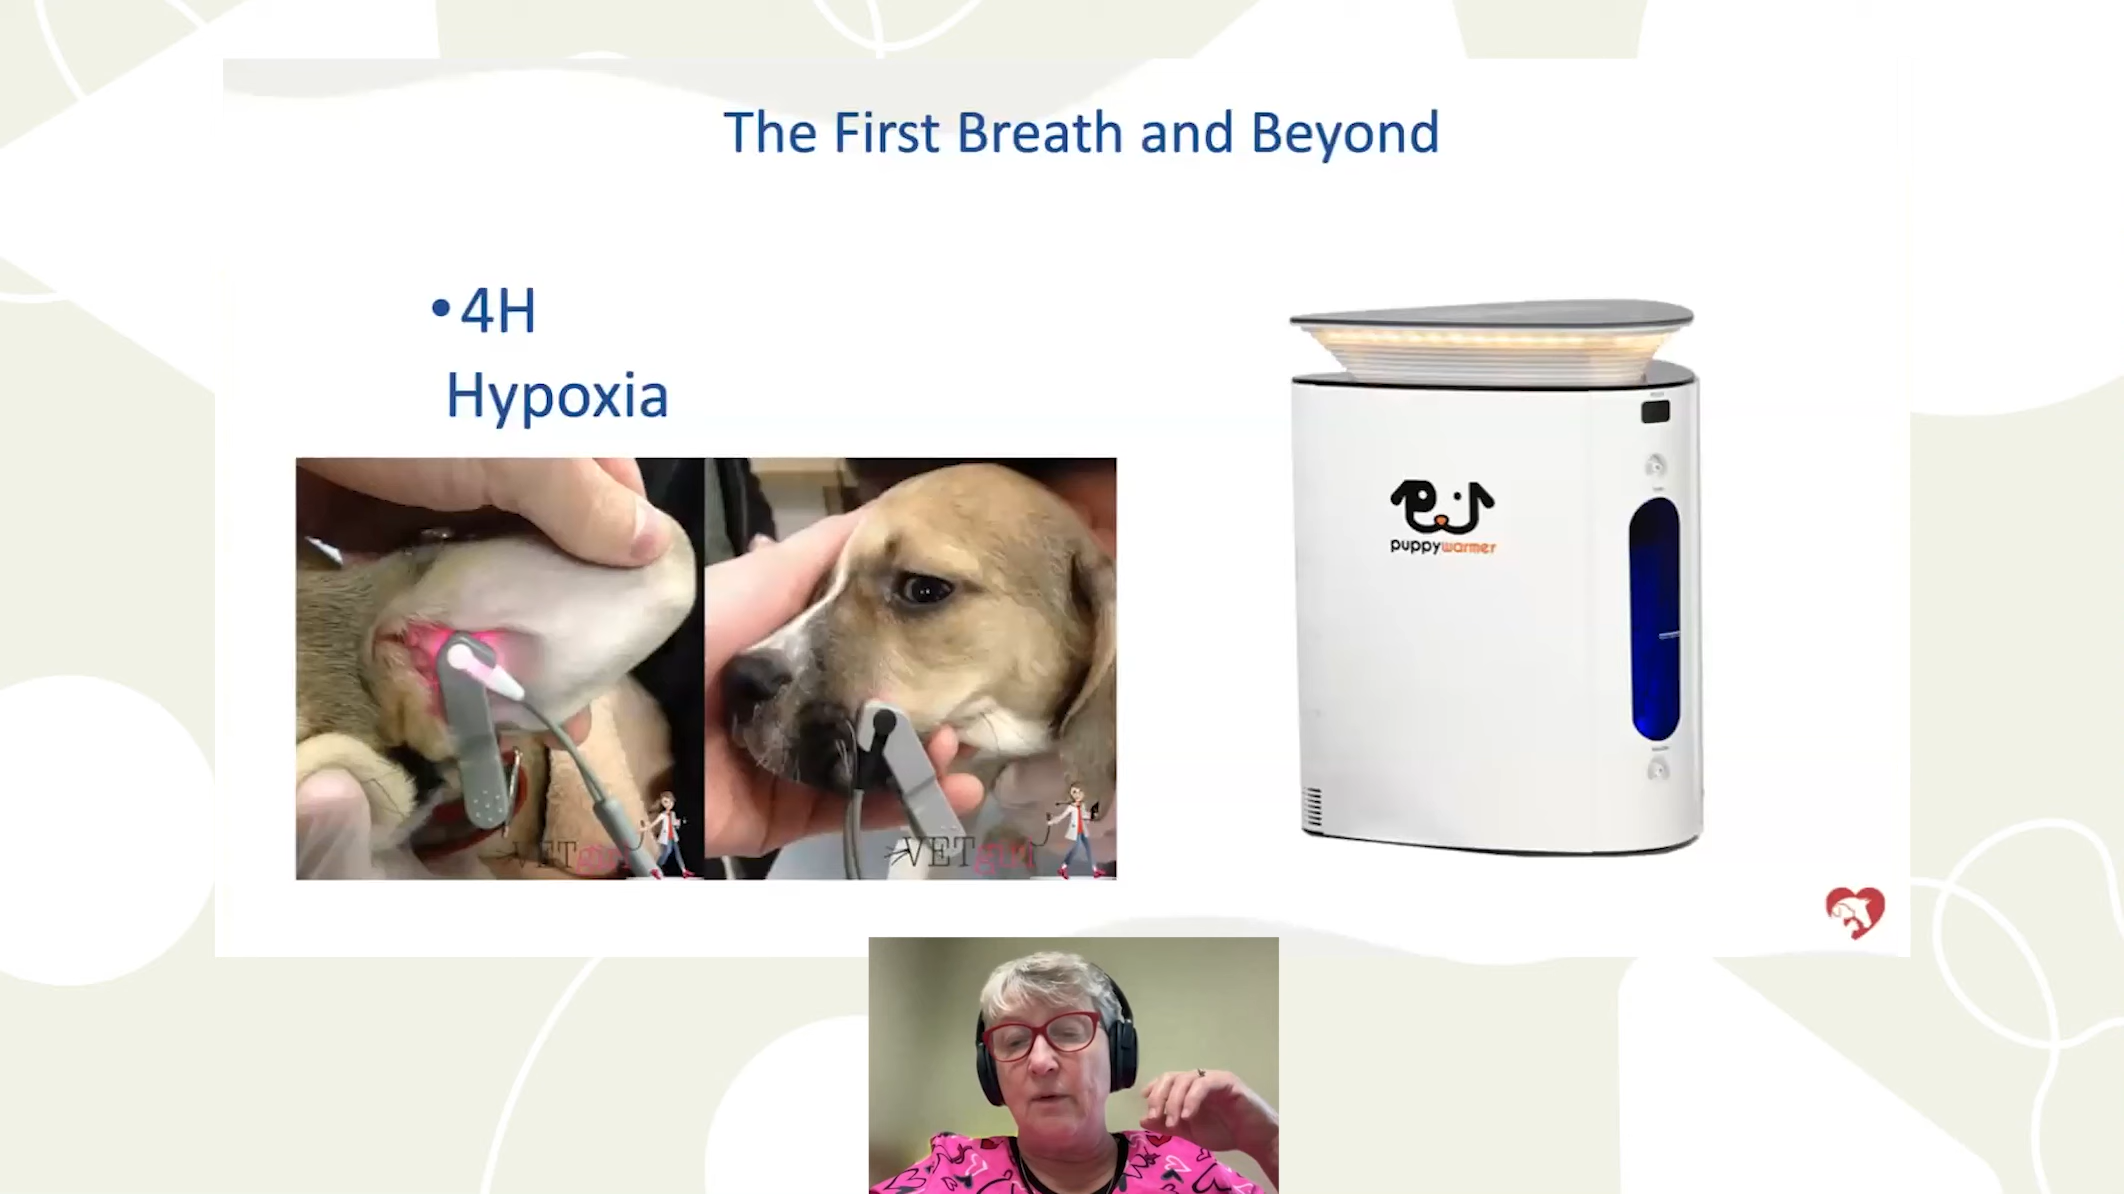 The First Breath and Beyond
•4H
Hypoxia
puppywarmer
VETgirl
VETgirl